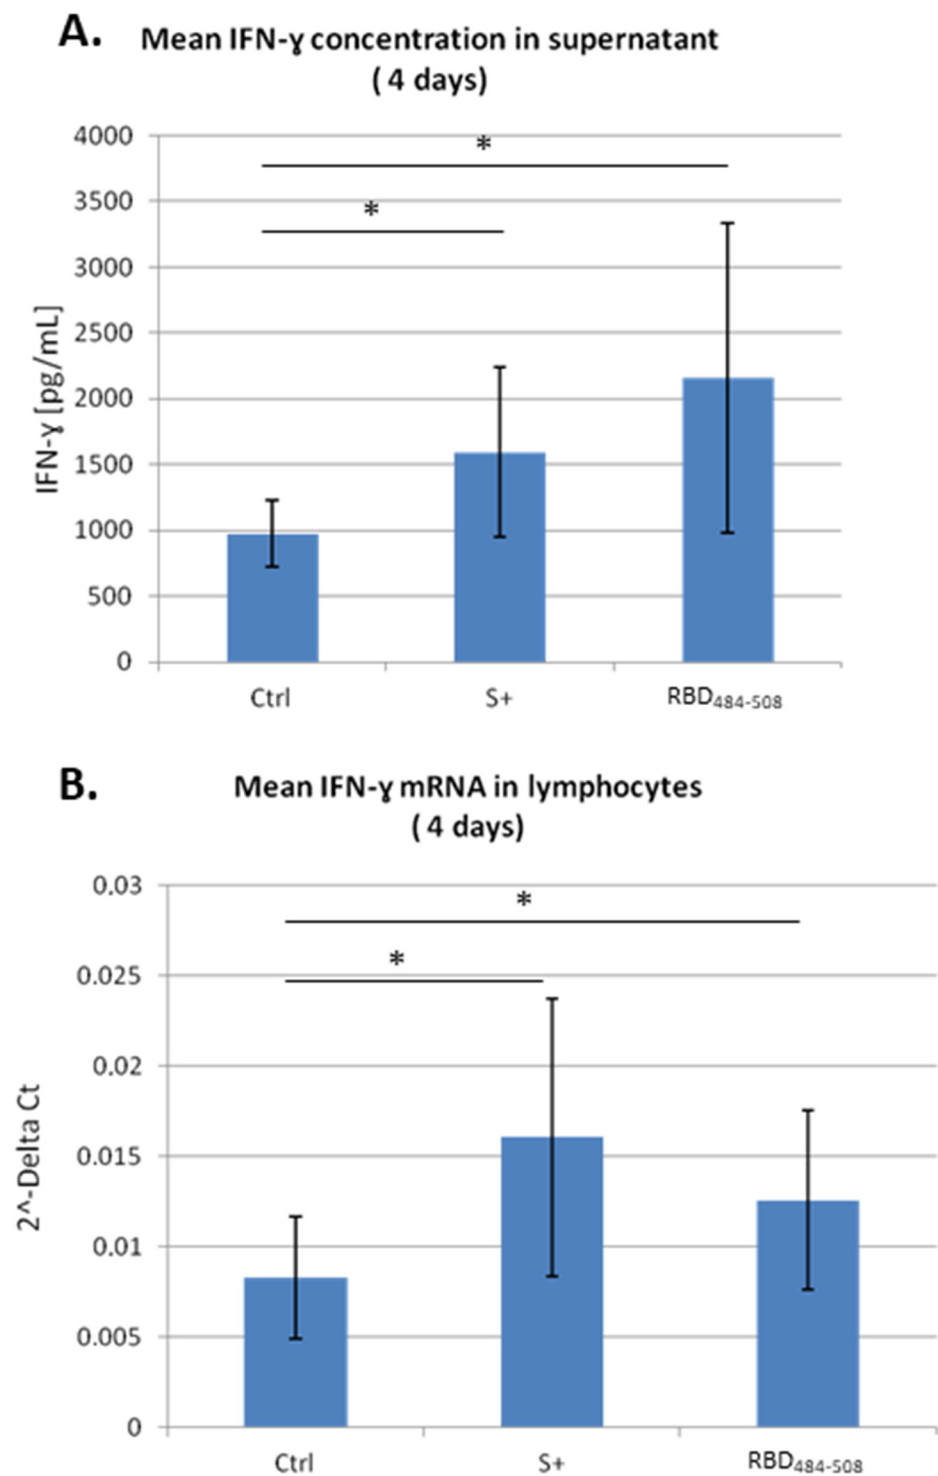 A. Mean IFN-ɣ concentration in supernatant
( 4 days)
4000
3500
3000
2500
2000
1500
1000
500
0
IFN-ɣ [pg/mL]
*
*
Ctrl S+ RBD484-508
B. Mean IFN-ɣ mRNA in lymphocytes
( 4 days)
0.03
0.025
0.02
0.015
0.01
0.005
0
2^-Delta Ct
*
*
Ctrl S+ RBD484-508